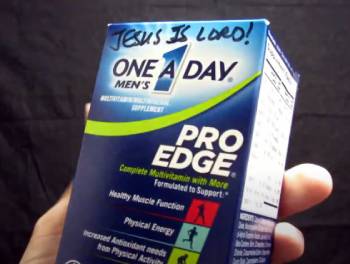 JESUS IS LORD!
ONE A DAY®
1
MEN'S
MULTIVITAMIN/MULTIMINERAL
SUPPLEMENT
PRO
EDGE®
Complete Multivitamin with More
Formulated to Support:*
Healthy Muscle Function
Physical Energy
Increased Antioxidant needs
from Physical Activity